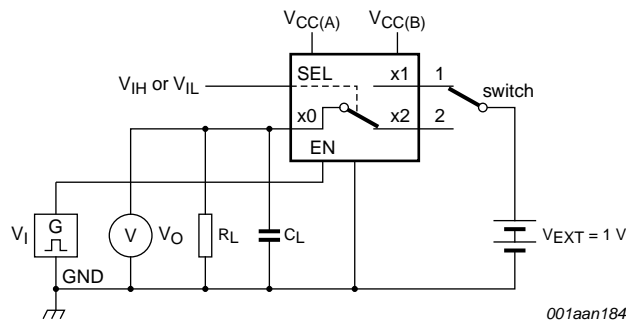 VCC(A) VCC(B)
SEL x1 1
VIH or VIL switch
x0 x2 2
EN
G
VI V VO RL CL VEXT = 1 V
GND
001aan184